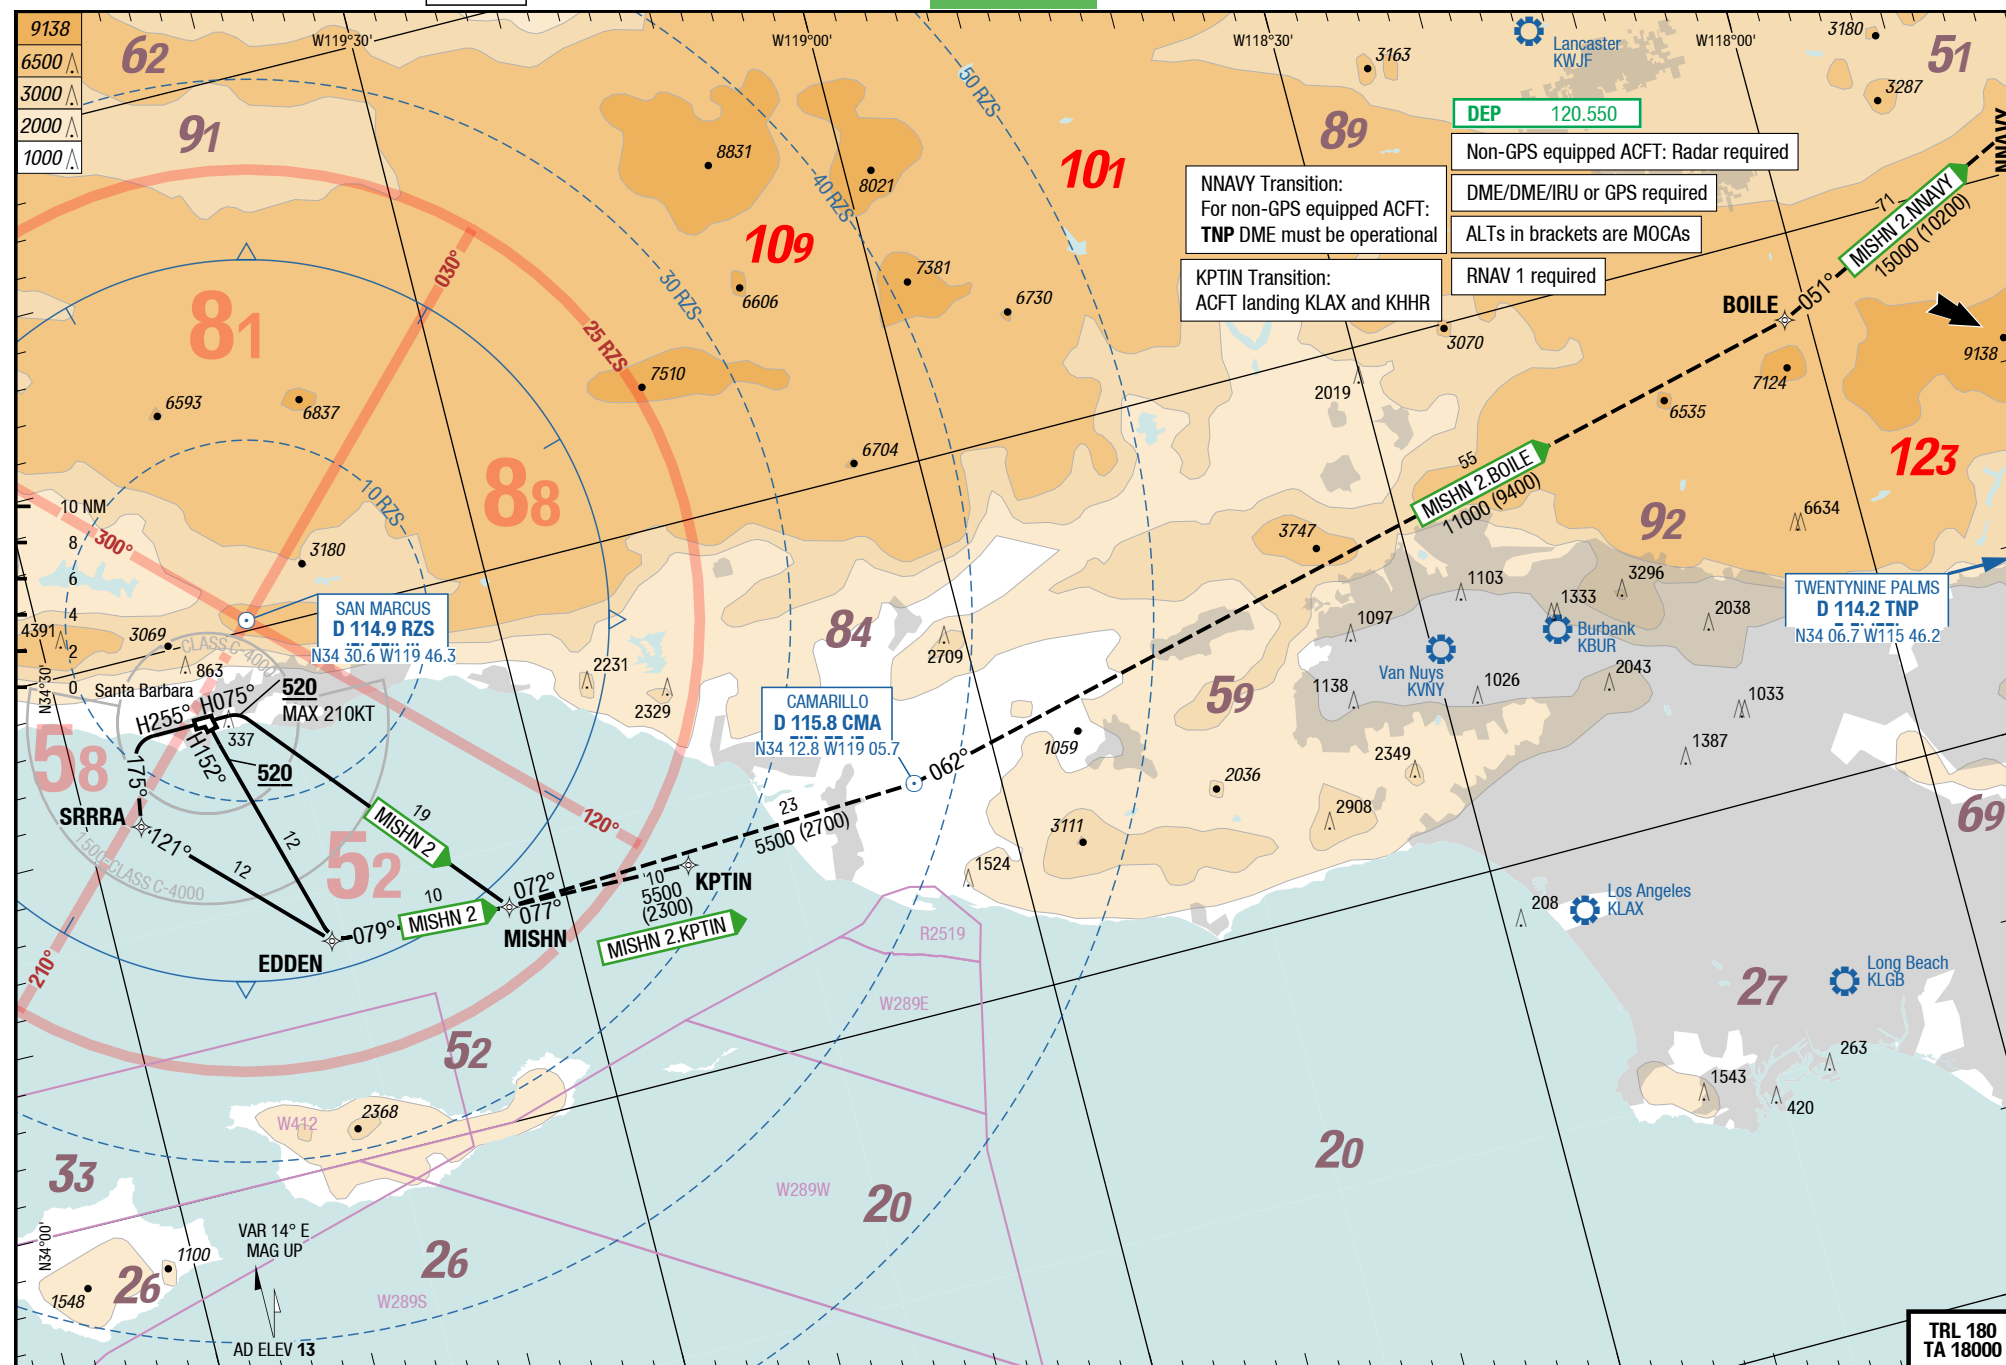 9138
6500
3000
2000
1000
62
91
W119°30'
W119°00'
W118°30'
W118°00'
50 RZS
40 RZS
30 RZS
25 RZS
10 RZS
3163
Lancaster
KWJF
3180
51
3287
NNAVY
89
DEP 120.550
Non-GPS equipped ACFT: Radar required
DME/DME/IRU or GPS required
ALTs in brackets are MOCAs
RNAV 1 required
NNAVY Transition:
For non-GPS equipped ACFT:
TNP DME must be operational
KPTIN Transition:
ACFT landing KLAX and KHHR
8831
8021
101
109
7381
6606
6730
71
MISHN 2.NNAVY
15000 (10200)
051°
BOILE
9138
7124
6535
3070
2019
030°
81
7510
6593
6837
6704
88
123
55
MISHN 2.BOILE
11000 (9400)
92
6634
3747
10 NM
8
6
4
2
0
300°
3180
4391
3069
CLASS C-4000
863
N34°30'
SAN MARCUS
D 114.9 RZS
N34 30.6 W119 46.3
Santa Barbara
H255°
H075°
520
MAX 210KT
337
H152°
520
58
175°
SRRRA
121°
12
12
1500-CLASS C-4000
52
19
MISHN 2
120°
210°
2231
2329
84
2709
CAMARILLO
D 115.8 CMA
N34 12.8 W119 05.7
062°
1059
59
2036
3111
1524
2349
2908
1103
1097
1138
Van Nuys
KVNY
1026
1333
Burbank
KBUR
3296
2038
2043
1033
1387
TWENTYNINE PALMS
D 114.2 TNP
N34 06.7 W115 46.2
69
23
5500 (2700)
072°
077°
MISHN
10
5500
(2300)
KPTIN
MISHN 2.KPTIN
EDDEN
079°
10
MISHN 2
R2519
W289E
208
Los Angeles
KLAX
Long Beach
KLGB
27
263
1543
420
52
W412
2368
33
W289W
20
20
N34°00'
VAR 14° E
MAG UP
1100
26
1548
26
W289S
AD ELEV 13
TRL 180
TA 18000